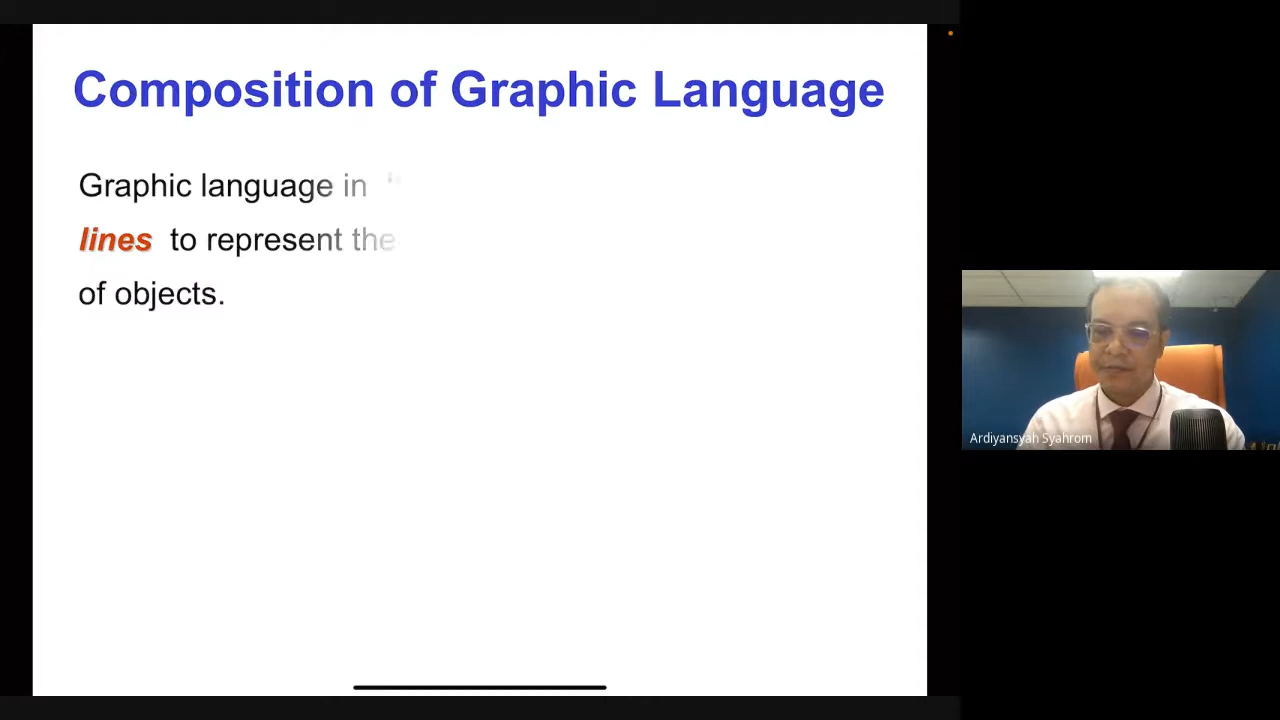 Composition of Graphic Language
Graphic language in "
lines to represent the
of objects.
Ardiyansyah Syahrom